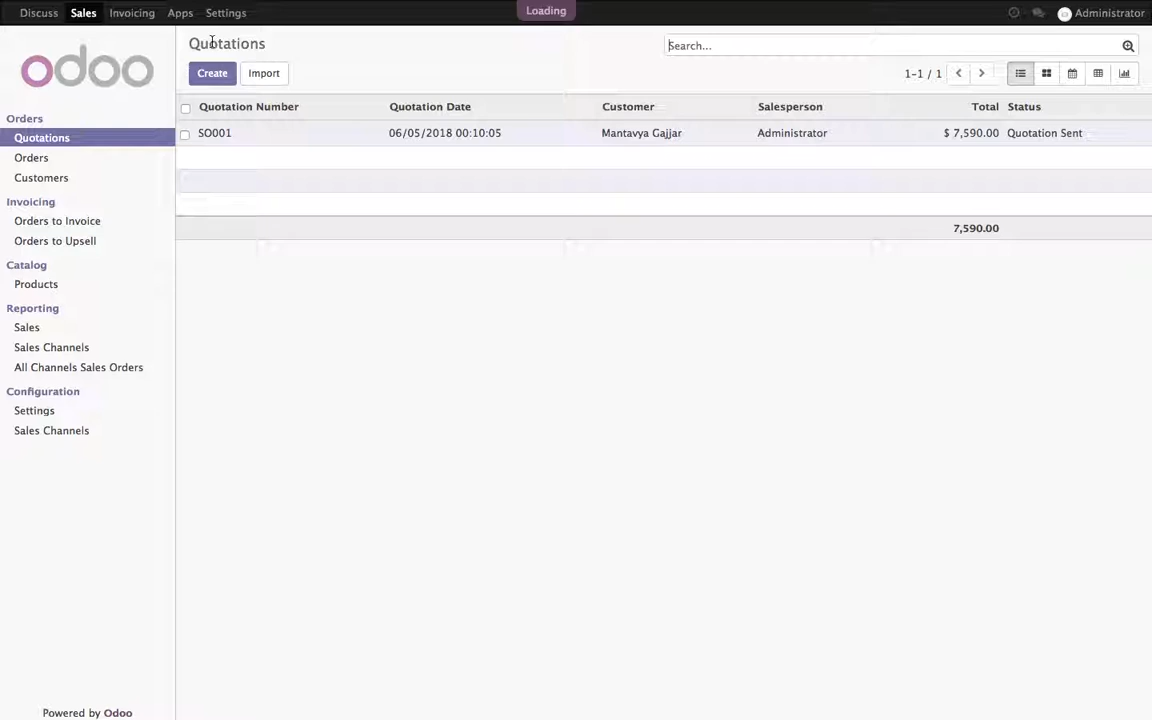 Discuss Sales Invoicing Apps Settings Loading Administrator
odoo
Quotations Search...
Create Import 1-1 / 1
Quotation Number Quotation Date Customer Salesperson Total Status
SO001 06/05/2018 00:10:05 Mantavya Gajjar Administrator $ 7,590.00 Quotation Sent
7,590.00
Orders
Quotations
Orders
Customers
Invoicing
Orders to Invoice
Orders to Upsell
Catalog
Products
Reporting
Sales
Sales Channels
All Channels Sales Orders
Configuration
Settings
Sales Channels
Powered by Odoo